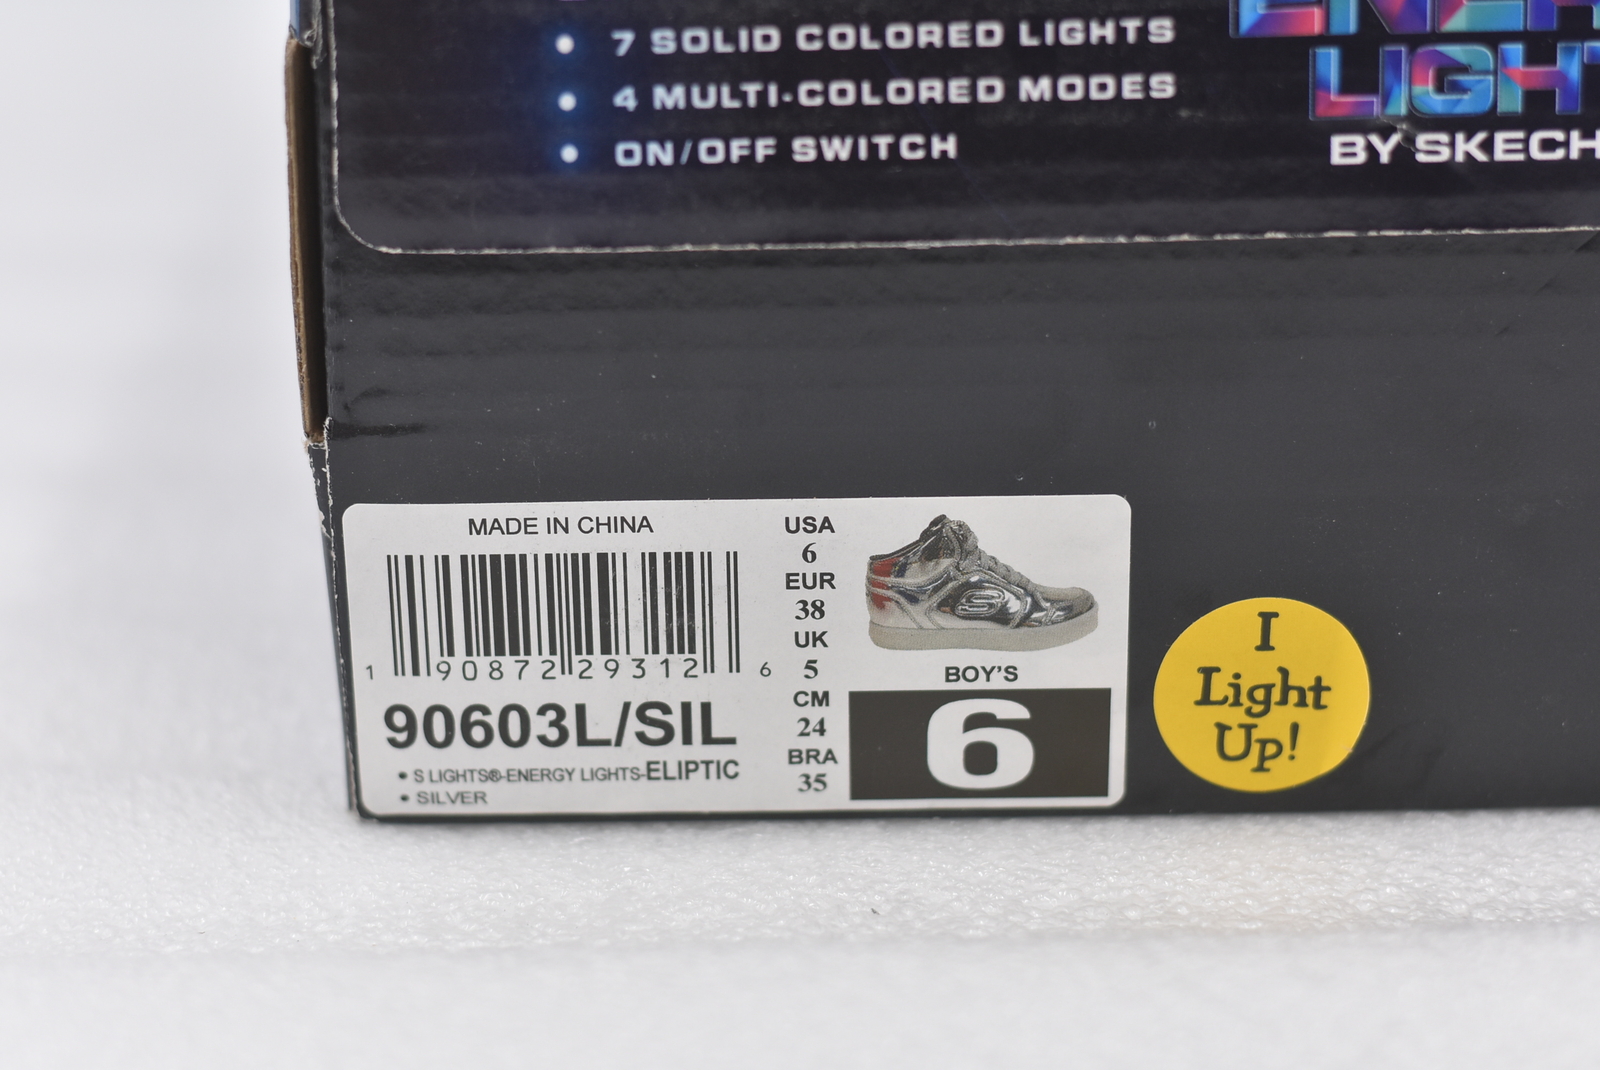 7 SOLID COLORED LIGHTS
4 MULTI-COLORED MODES
ON/OFF SWITCH
BY SKECH
MADE IN CHINA
1 90872 29312 6
90603L/SIL
• S LIGHTS®-ENERGY LIGHTS-ELIPTIC
• SILVER
USA
6
EUR
38
UK
5
CM
24
BRA
35
S
BOY'S
6
I
Light
Up!